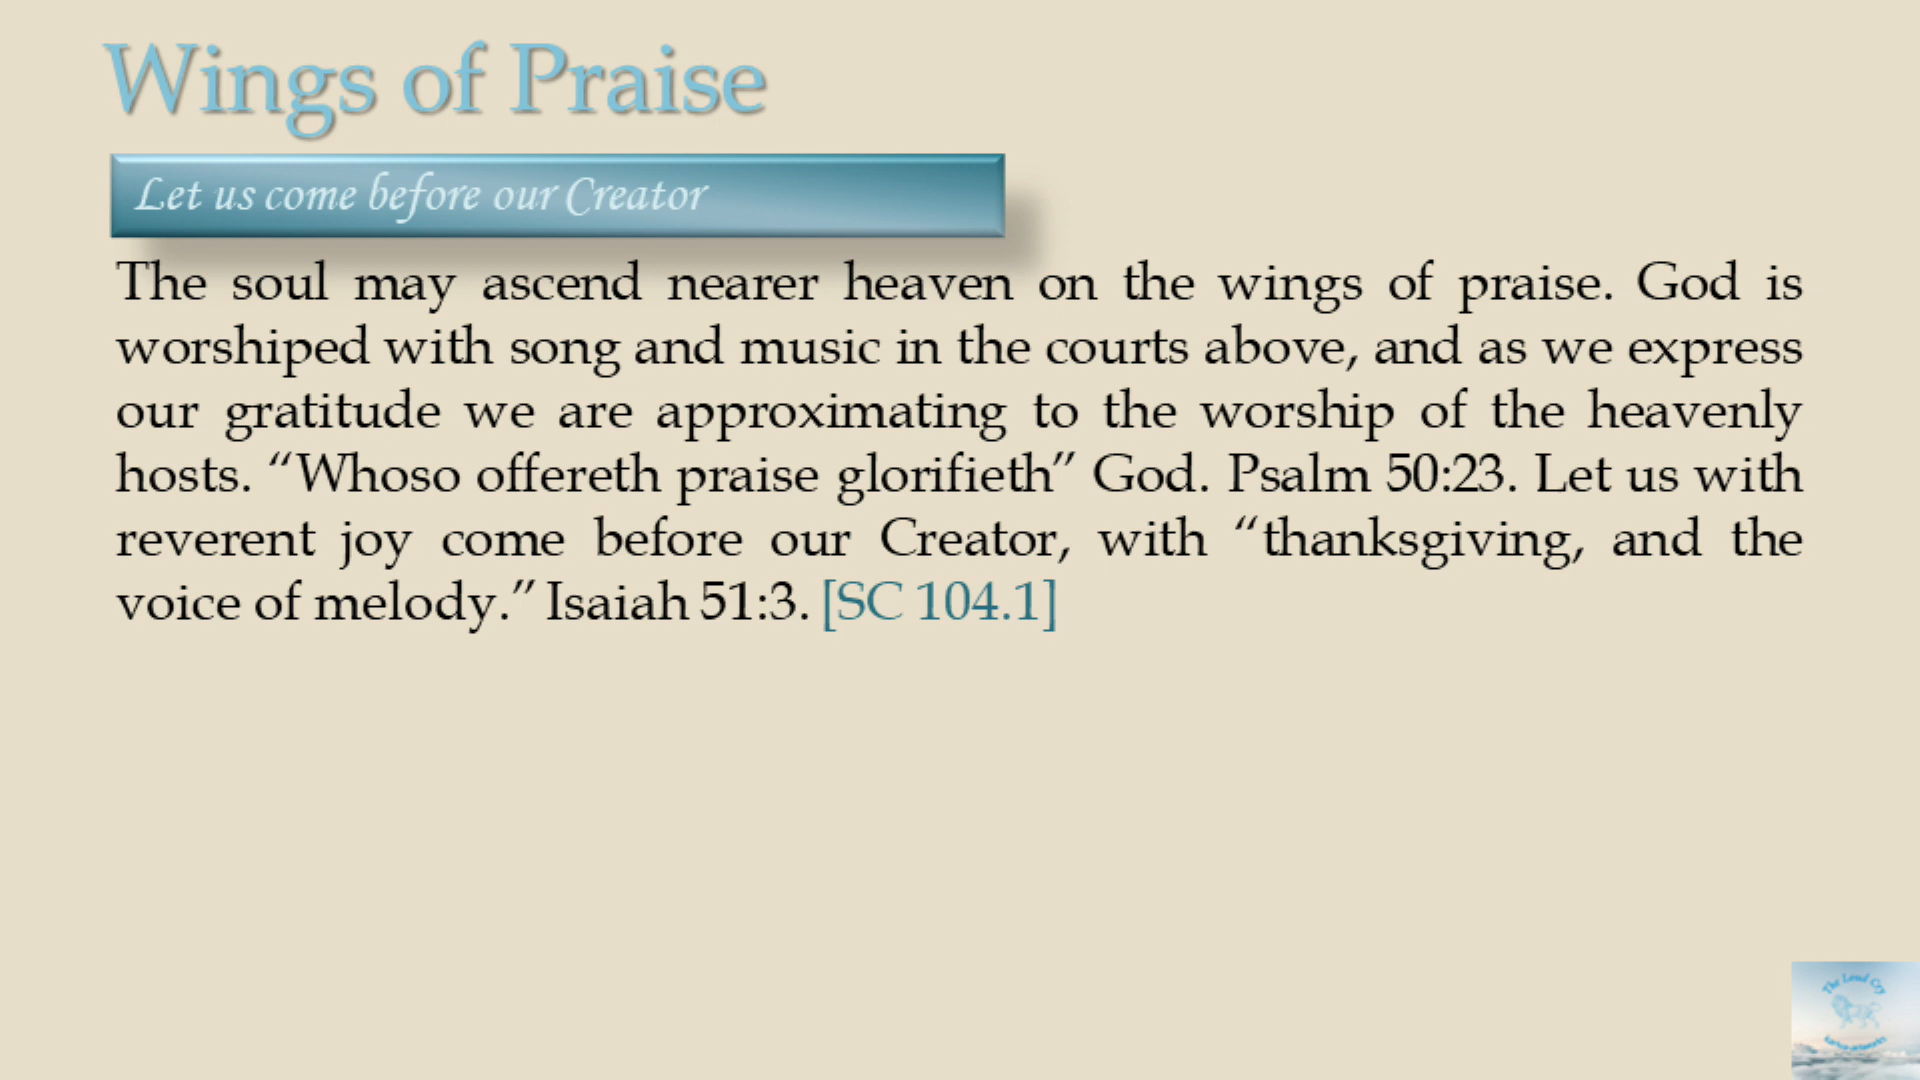 Wings of Praise
Let us come before our Creator
The soul may ascend nearer heaven on the wings of praise. God is
worshiped with song and music in the courts above, and as we express
our gratitude we are approximating to the worship of the heavenly
hosts. “Whoso offereth praise glorifieth” God. Psalm 50:23. Let us with
reverent joy come before our Creator, with “thanksgiving, and the
voice of melody.” Isaiah 51:3. [SC 104.1]
The Loud Cry